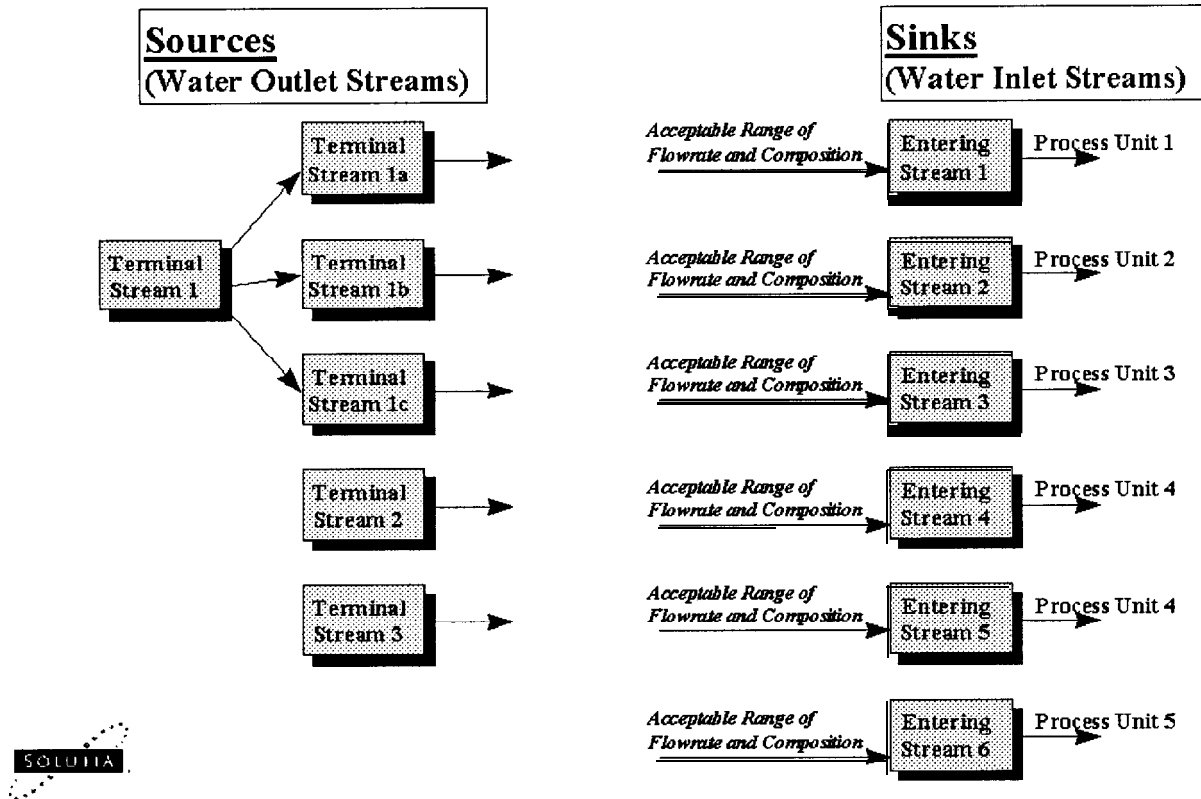 Sources
(Water Outlet Streams)
Sinks
(Water Inlet Streams)
Terminal
Stream 1
Terminal
Stream 1a
Terminal
Stream 1b
Terminal
Stream 1c
Terminal
Stream 2
Terminal
Stream 3
Acceptable Range of
Flowrate and Composition
Entering
Stream 1
Process Unit 1
Acceptable Range of
Flowrate and Composition
Entering
Stream 2
Process Unit 2
Acceptable Range of
Flowrate and Composition
Entering
Stream 3
Process Unit 3
Acceptable Range of
Flowrate and Composition
Entering
Stream 4
Process Unit 4
Acceptable Range of
Flowrate and Composition
Entering
Stream 5
Process Unit 4
Acceptable Range of
Flowrate and Composition
Entering
Stream 6
Process Unit 5
SOLUTIA